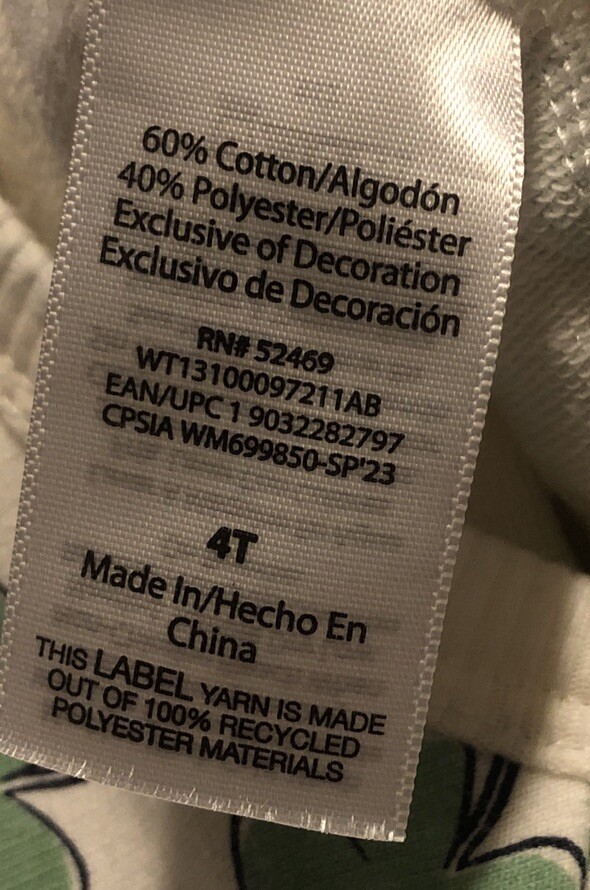 60% Cotton/Algodón
40% Polyester/Poliéster
Exclusive of Decoration
Exclusivo de Decoración
RN# 52469
WT13100097211AB
EAN/UPC 1 9032282797
CPSIA WM699850-SP'23
4T
Made In/Hecho En
China
THIS LABEL YARN IS MADE
OUT OF 100% RECYCLED
POLYESTER MATERIALS